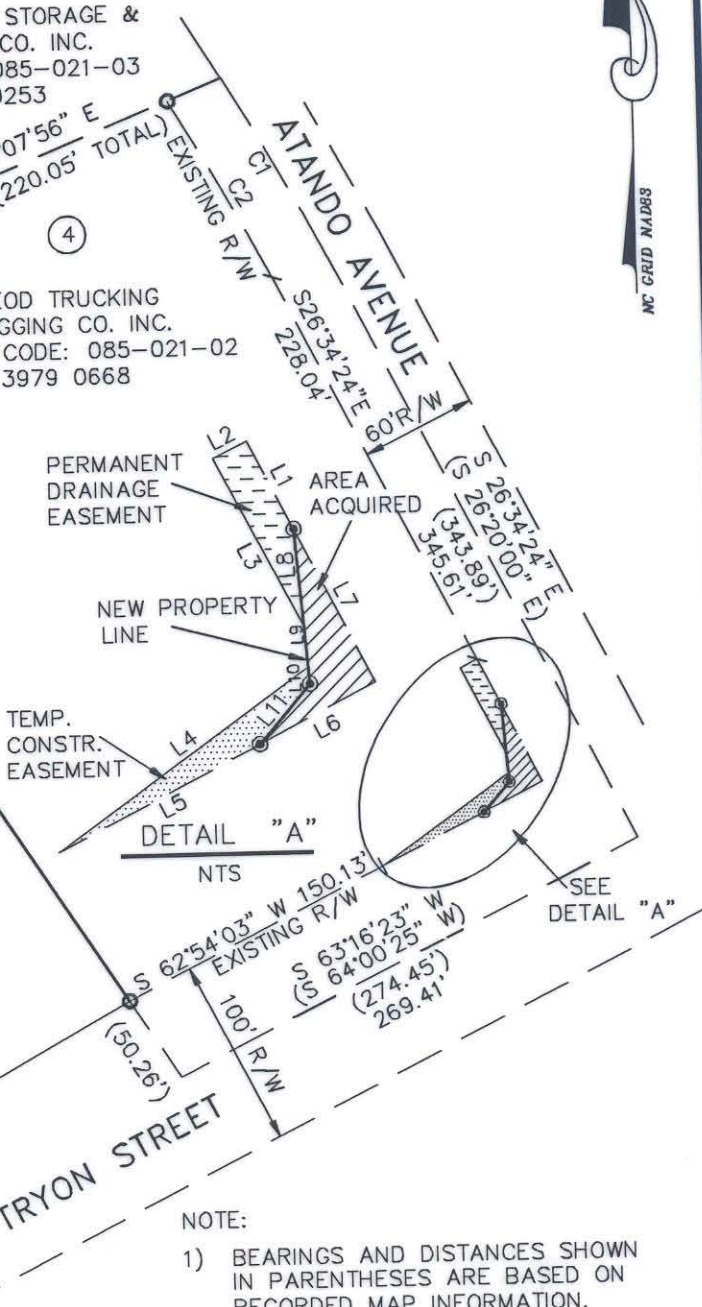 STORAGE &
CO. INC.
085-021-03
0253
07'56" E
(220.05' TOTAL)
EXISTING R/W
C1
C2
ATANDO AVENUE
NC GRID NAD83
4
TRUCKING
GGING CO. INC.
CODE: 085-021-02
3979 0668
S26°34'24"E
228.04'
60'R/W
S 26°34'24" E
(S 26°20'00" E)
(343.89')
345.61'
PERMANENT
DRAINAGE
EASEMENT
L2
L1
AREA
ACQUIRED
L3
L8
L7
NEW PROPERTY
LINE
L9
L10
L11
L6
TEMP.
CONSTR.
EASEMENT
L4
L5
DETAIL "A"
NTS
SEE
DETAIL "A"
S 62°54'03" W 150.13'
EXISTING R/W
S 63°16'23" W
(S 64°00'25" W)
(274.45')
269.41'
100' R/W
(50.26')
TRYON STREET
NOTE:
1) BEARINGS AND DISTANCES SHOWN
IN PARENTHESES ARE BASED ON
RECORDED MAP INFORMATION.